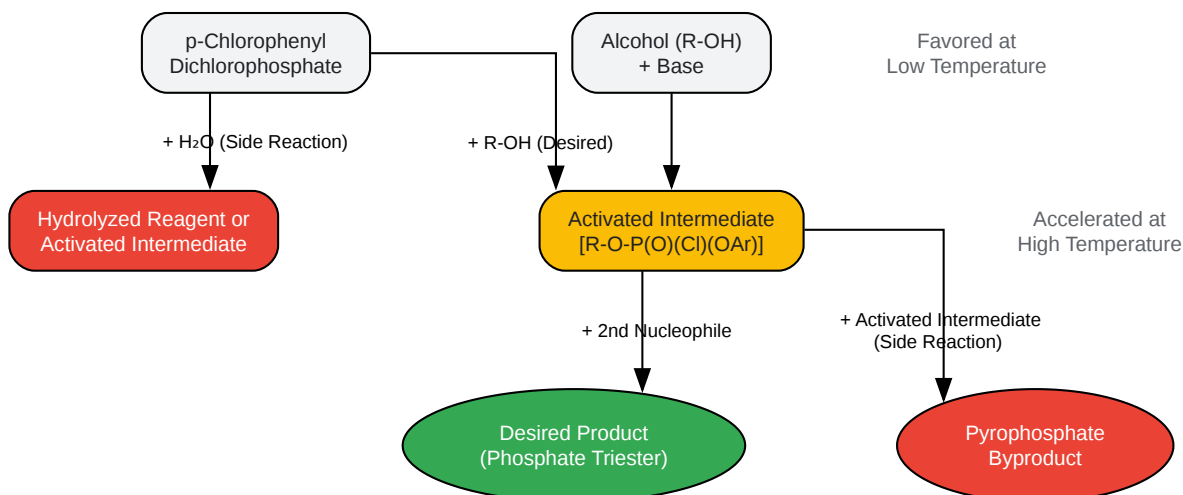 p-Chlorophenyl
Dichlorophosphate
Alcohol (R-OH)
+ Base
Favored at
Low Temperature
+ H₂O (Side Reaction)
+ R-OH (Desired)
Hydrolyzed Reagent or
Activated Intermediate
Activated Intermediate
[R-O-P(O)(Cl)(OAr)]
Accelerated at
High Temperature
+ 2nd Nucleophile
+ Activated Intermediate
(Side Reaction)
Desired Product
(Phosphate Triester)
Pyrophosphate
Byproduct